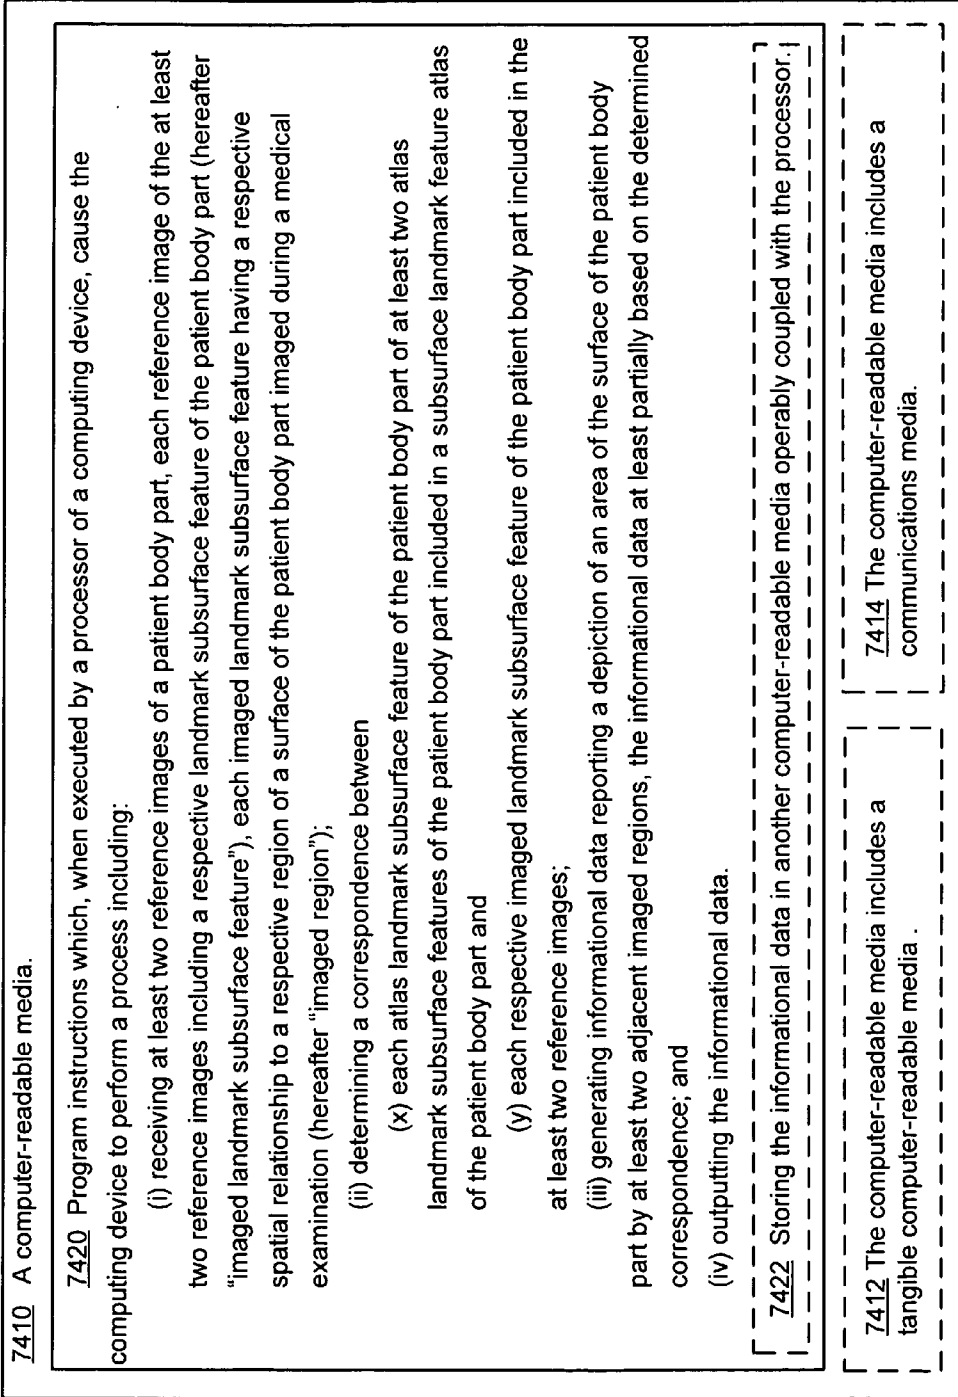 7410 A computer-readable media.
7420 Program instructions which, when executed by a processor of a computing device, cause the
computing device to perform a process including:
(i) receiving at least two reference images of a patient body part, each reference image of the at least
two reference images including a respective landmark subsurface feature of the patient body part (hereafter
“imaged landmark subsurface feature”), each imaged landmark subsurface feature having a respective
spatial relationship to a respective region of a surface of the patient body part imaged during a medical
examination (hereafter “imaged region”);
(ii) determining a correspondence between
(x) each atlas landmark subsurface feature of the patient body part of at least two atlas
landmark subsurface features of the patient body part included in a subsurface landmark feature atlas
of the patient body part and
(y) each respective imaged landmark subsurface feature of the patient body part included in the
at least two reference images;
(iii) generating informational data reporting a depiction of an area of the surface of the patient body
part by at least two adjacent imaged regions, the informational data at least partially based on the determined
correspondence; and
(iv) outputting the informational data.
7422 Storing the informational data in another computer-readable media operably coupled with the processor.
7412 The computer-readable media includes a
tangible computer-readable media .
7414 The computer-readable media includes a
communications media.